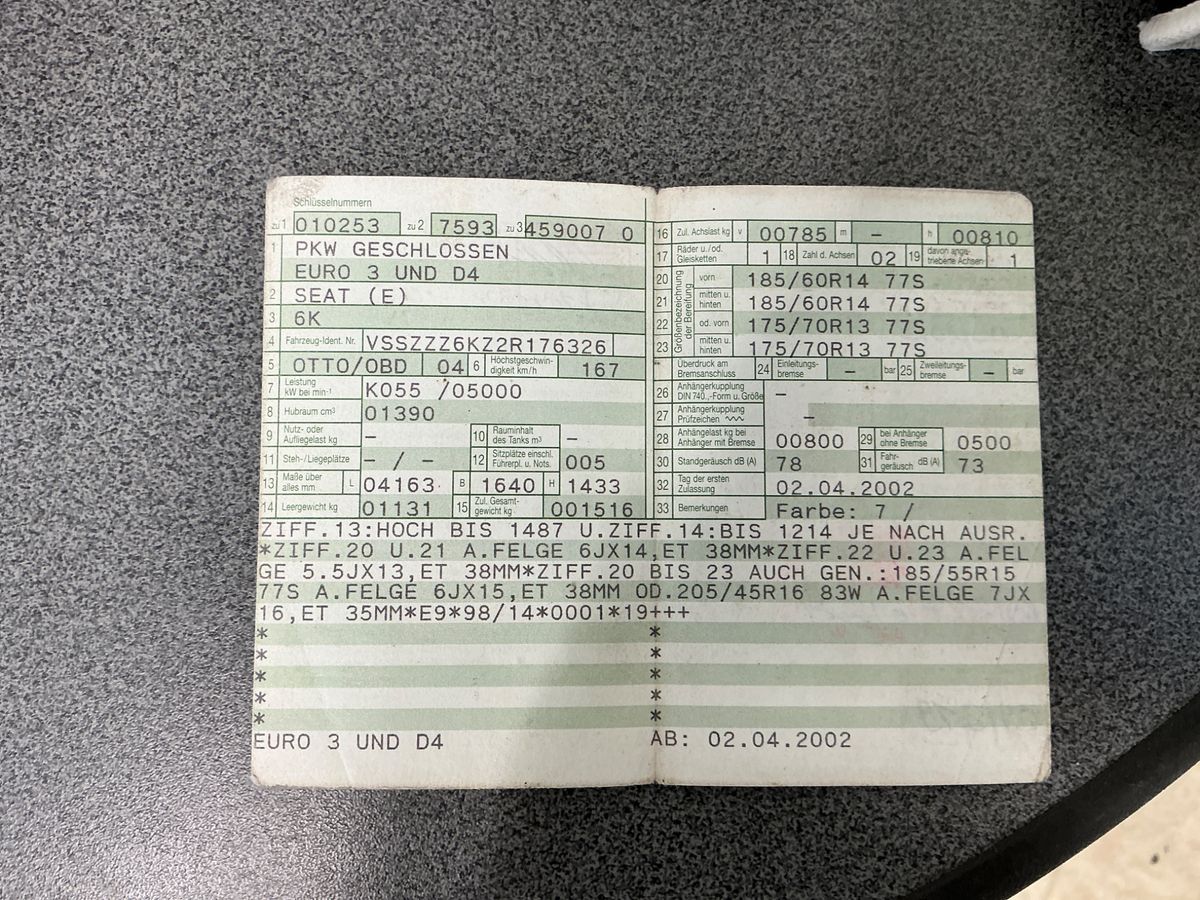 Schlüsselnummern
zu 1 010253 zu 2 7593 zu 3 459007 0
1 PKW GESCHLOSSEN
EURO 3 UND D4
2 SEAT (E)
3 6K
4 Fahrzeug-Ident. Nr. VSSZZZ6KZ2R176326
5 OTTO/OBD 04 6 Höchstgeschwindigkeit km/h 167
7 Leistung kW bei min-1 K055 /05000
8 Hubraum cm³ 01390
9 Nutz- oder Aufliegelast kg – 10 Rauminhalt des Tanks m³ –
11 Steh-/Liegeplätze – / – 12 Sitzplätze einschl. Führerpl. u. Nots. 005
13 Maße über alles mm L 04163 B 1640 H 1433
14 Leergewicht kg 01131 15 Zul. Gesamtgewicht kg 001516
16 Zul. Achslast kg v 00785 m – h 00810
17 Räder u./od. Gleisketten 1 18 Zahl d. Achsen 02 19 davon angetriebene Achsen 1
Größenbezeichnung der Bereifung
20 vorn 185/60R14 77S
21 mitten u. hinten 185/60R14 77S
22 od. vorn 175/70R13 77S
23 mitten u. hinten 175/70R13 77S
Überdruck am Bremsanschluss 24 Einleitungsbremse – bar 25 Zweileitungsbremse – bar
26 Anhängerkupplung DIN 740..,-Form u. Größe –
27 Anhängerkupplung Prüfzeichen –
28 Anhängelast kg bei Anhänger mit Bremse 00800 29 bei Anhänger ohne Bremse 0500
30 Standgeräusch dB (A) 78 31 Fahrgeräusch dB (A) 73
32 Tag der ersten Zulassung 02.04.2002
33 Bemerkungen Farbe: 7 /
ZIFF.13:HOCH BIS 1487 U.ZIFF.14:BIS 1214 JE NACH AUSR.
*ZIFF.20 U.21 A.FELGE 6JX14,ET 38MM*ZIFF.22 U.23 A.FEL
GE 5.5JX13,ET 38MM*ZIFF.20 BIS 23 AUCH GEN.:185/55R15
77S A.FELGE 6JX15,ET 38MM OD.205/45R16 83W A.FELGE 7JX
16,ET 35MM*E9*98/14*0001*19+++
* *
* *
* *
* *
* *
EURO 3 UND D4 AB: 02.04.2002